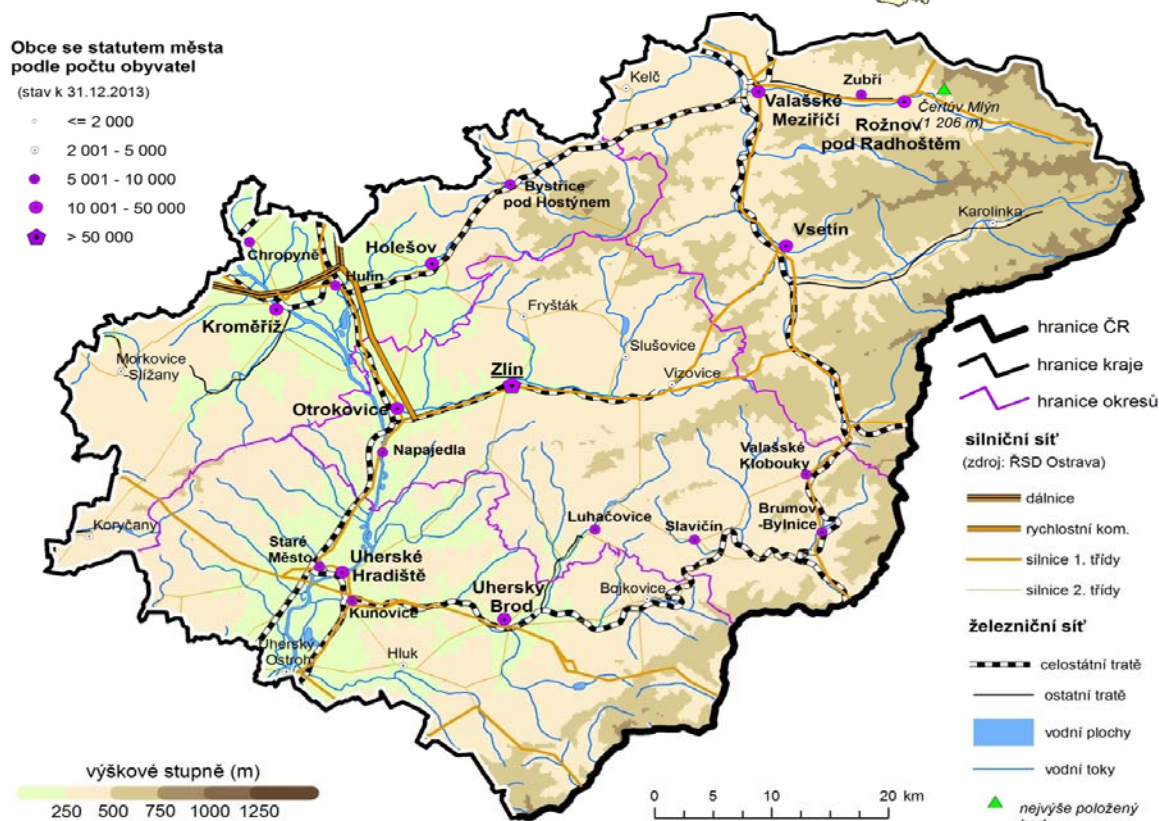 Obce se statutem města
podle počtu obyvatel
(stav k 31.12.2013)
<= 2 000
2 001 - 5 000
5 001 - 10 000
10 001 - 50 000
> 50 000
Kelč
Zubří
Valašské
Meziříčí
Čertův Mlýn
(1 206 m)
Rožnov
pod Radhoštěm
Bystřice
pod Hostýnem
Karolinka
Vsetín
Holešov
Chropyně
Hulín
Kroměříž
Fryšták
Slušovice
Morkovice
-Slížany
Zlín
Vizovice
Otrokovice
Napajedla
Valašské
Klobouky
Brumov
-Bylnice
Luhačovice
Slavičín
Koryčany
Staré
Město
Uherské
Hradiště
Uherský
Brod
Bojkovice
Kunovice
Uherský
Ostroh
Hluk
hranice ČR
hranice kraje
hranice okresů
silniční síť
(zdroj: ŘSD Ostrava)
dálnice
rychlostní kom.
silnice 1. třídy
silnice 2. třídy
železniční síť
celostátní tratě
ostatní tratě
vodní plochy
vodní toky
nejvýše položený
výškové stupně (m)
250 500 750 1000 1250
0 5 10 20 km